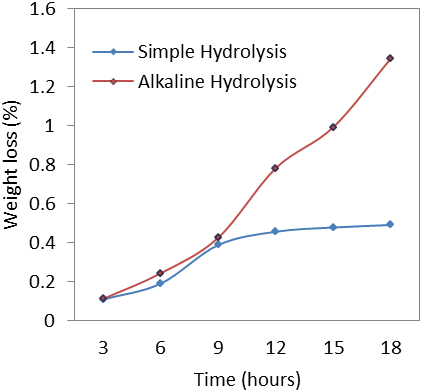 1.6
1.4
1.2
1
0.8
0.6
0.4
0.2
0
Weight loss (%)
Simple Hydrolysis
Alkaline Hydrolysis
3 6 9 12 15 18
Time (hours)